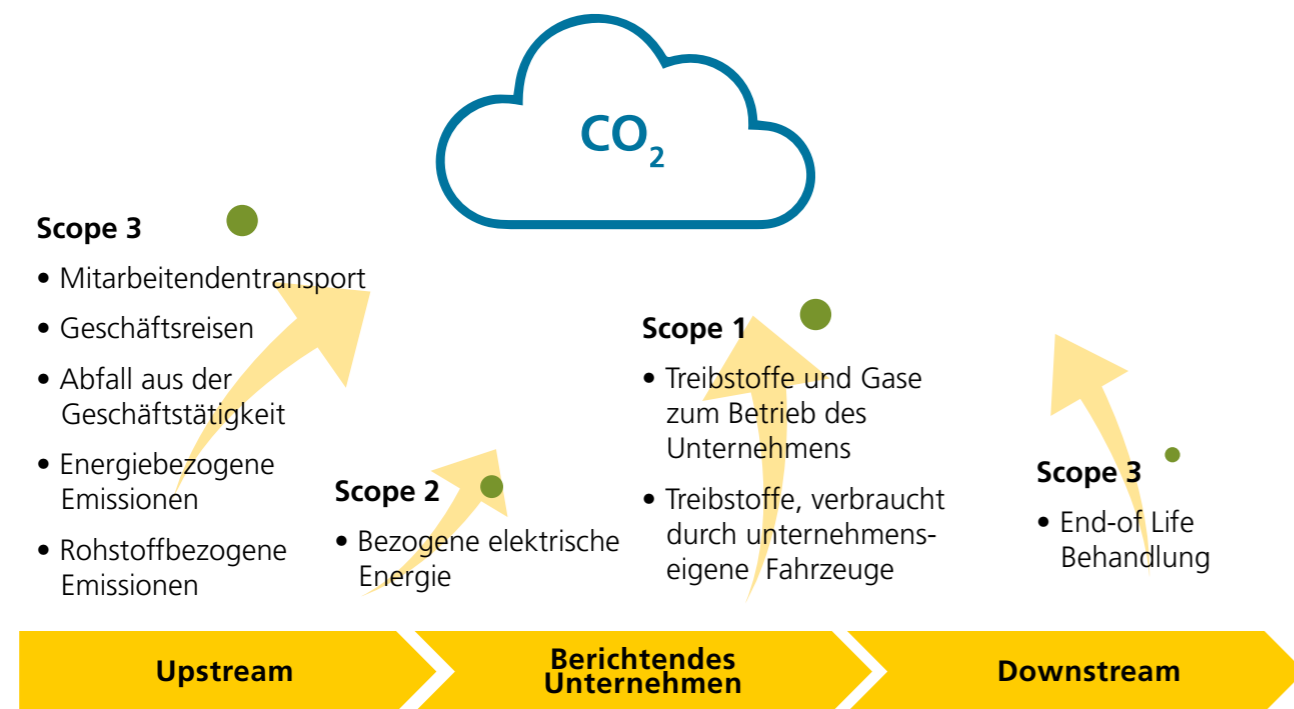 CO₂
Scope 3
• Mitarbeitendentransport
• Geschäftsreisen
• Abfall aus der
Geschäftstätigkeit
• Energiebezogene
Emissionen
• Rohstoffbezogene
Emissionen
Scope 2
• Bezogene elektrische
Energie
Scope 1
• Treibstoffe und Gase
zum Betrieb des
Unternehmens
• Treibstoffe, verbraucht
durch unternehmens-
eigene Fahrzeuge
Scope 3
• End-of Life
Behandlung
Upstream
Berichtendes
Unternehmen
Downstream